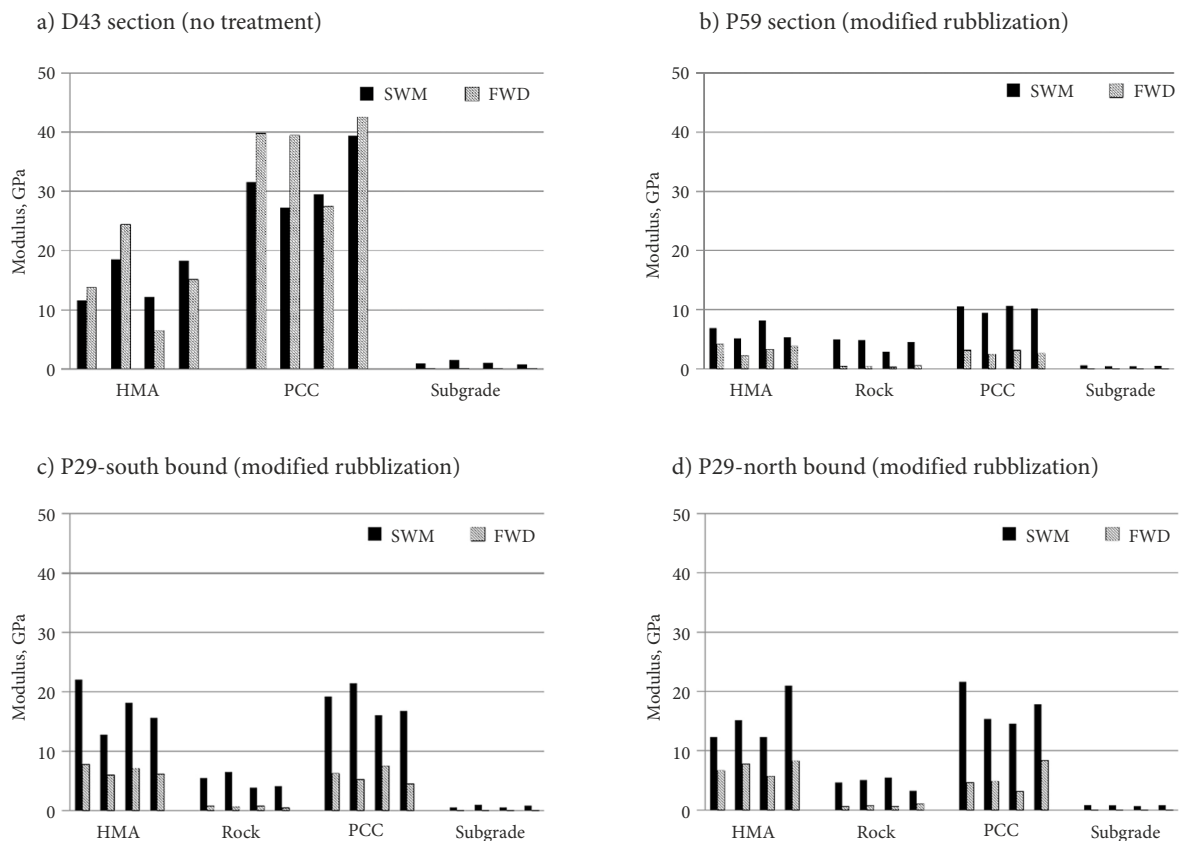 a) D43 section (no treatment)
50
40
30
20
10
0
Modulus, GPa
SWM FWD
HMA PCC Subgrade
b) P59 section (modified rubblization)
50
40
30
20
10
0
Modulus, GPa
SWM FWD
HMA Rock PCC Subgrade
c) P29-south bound (modified rubblization)
50
40
30
20
10
0
Modulus, GPa
SWM FWD
HMA Rock PCC Subgrade
d) P29-north bound (modified rubblization)
50
40
30
20
10
0
Modulus, GPa
SWM FWD
HMA Rock PCC Subgrade